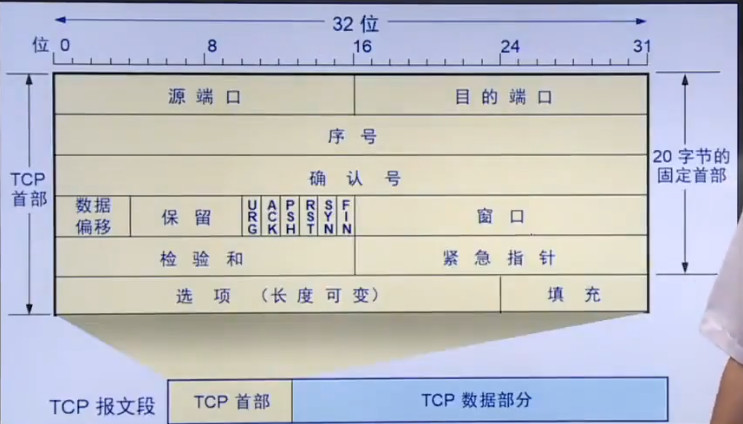 32 位
位 0 8 16 24 31
源 端 口 目 的 端 口
序 号
TCP
首部
20 字节的
固定首部
确 认 号
数据
偏移
保 留
URG
ACK
PSH
RST
SYN
FIN
窗 口
检 验 和 紧 急 指 针
选 项 （长 度 可 变） 填 充
TCP 报文段 TCP 首部 TCP 数据部分